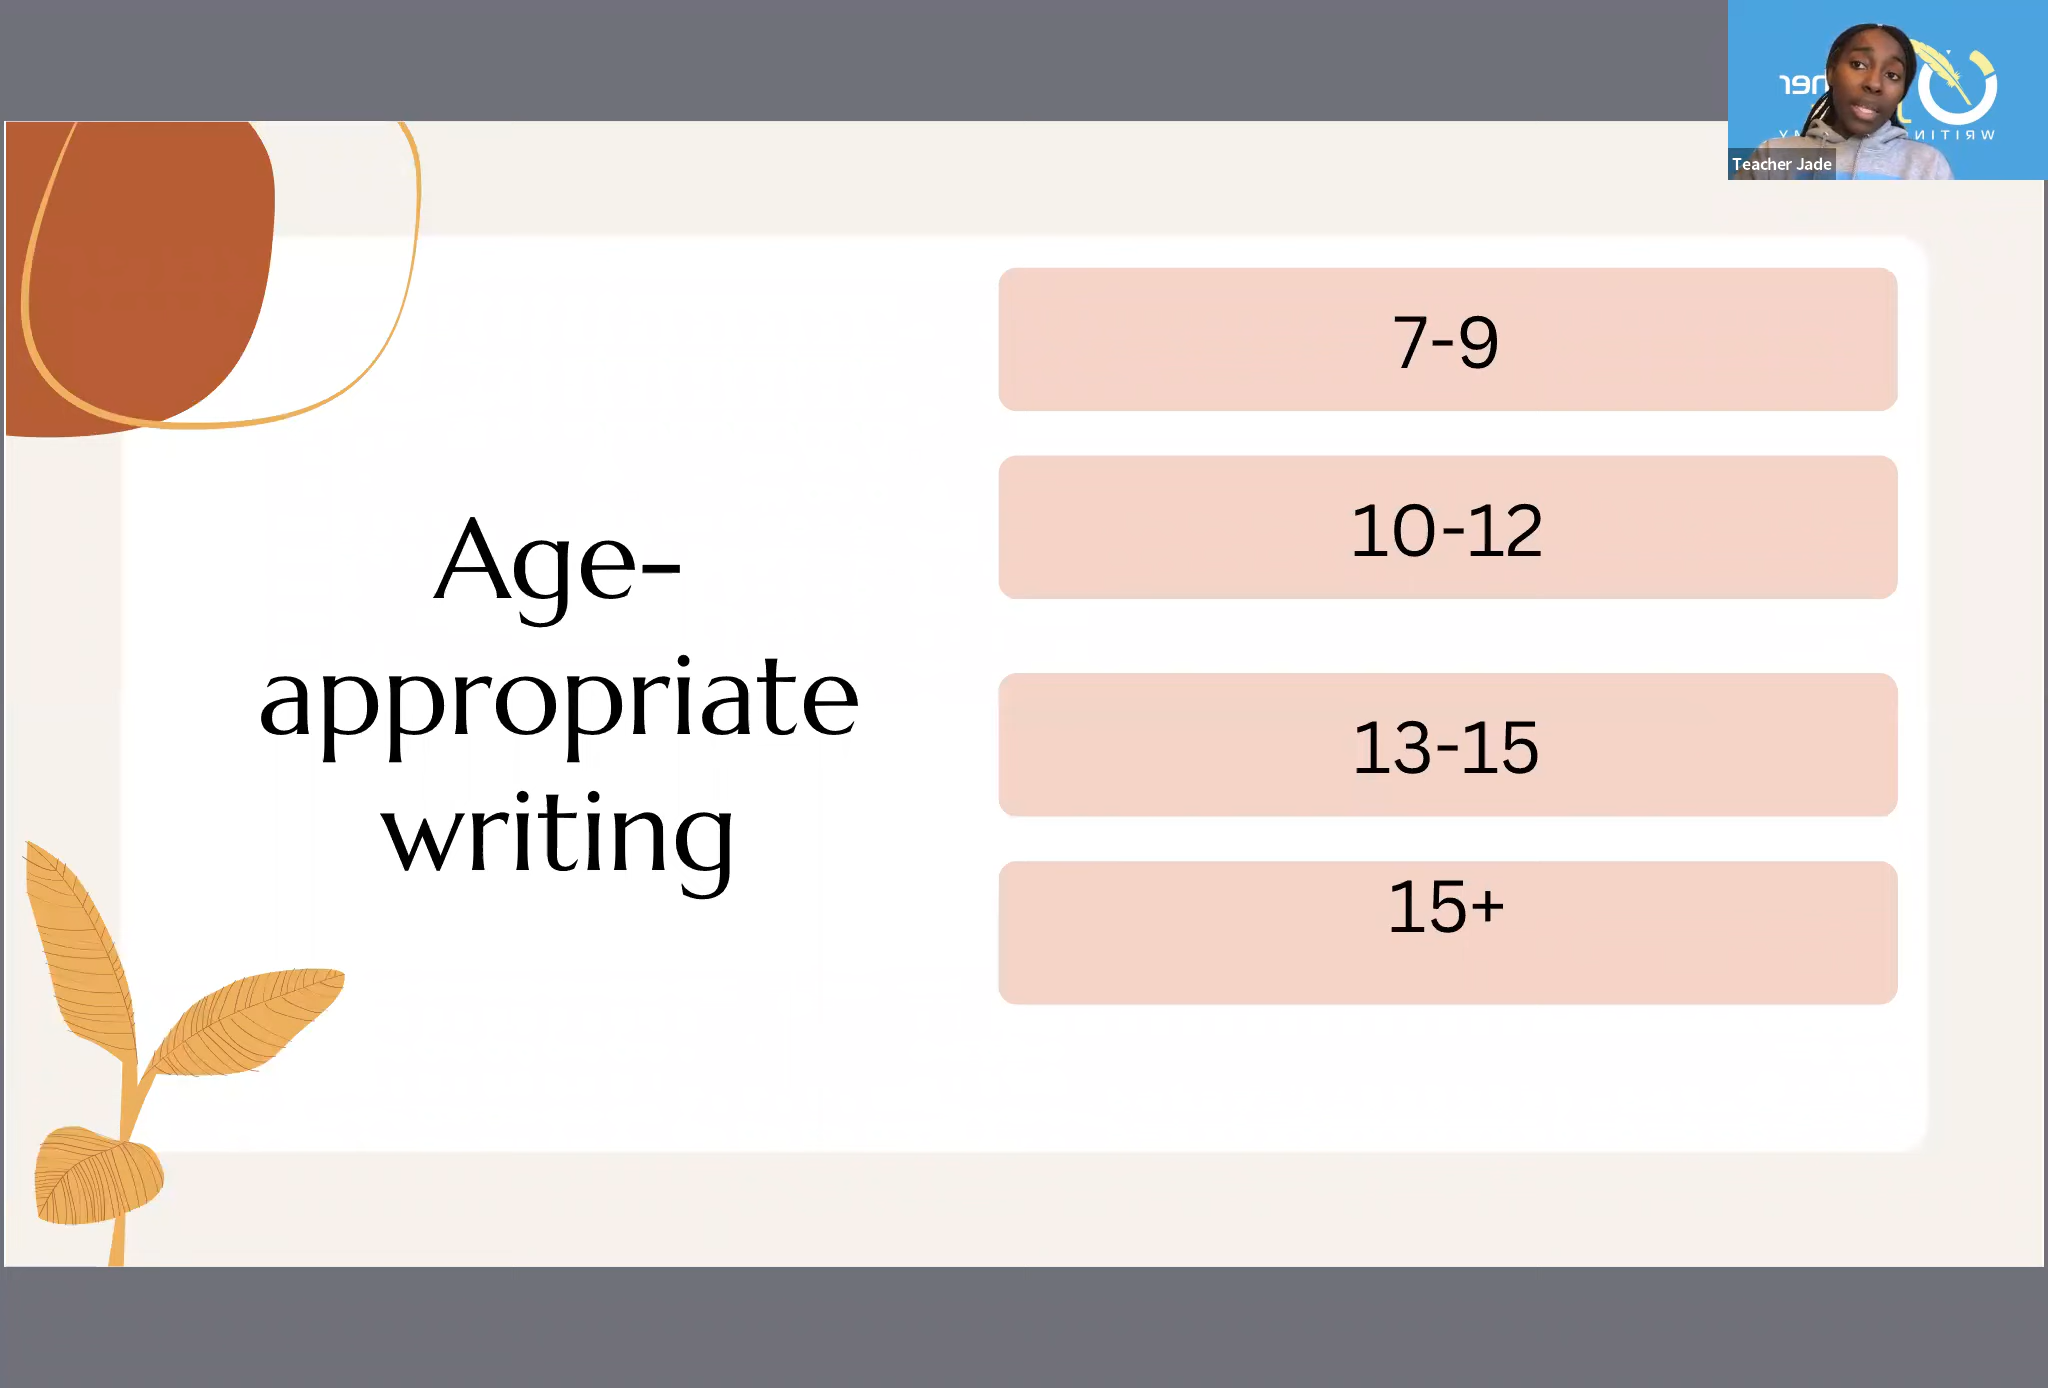 Age-
appropriate
writing
7-9
10-12
13-15
15+
Teacher Jade